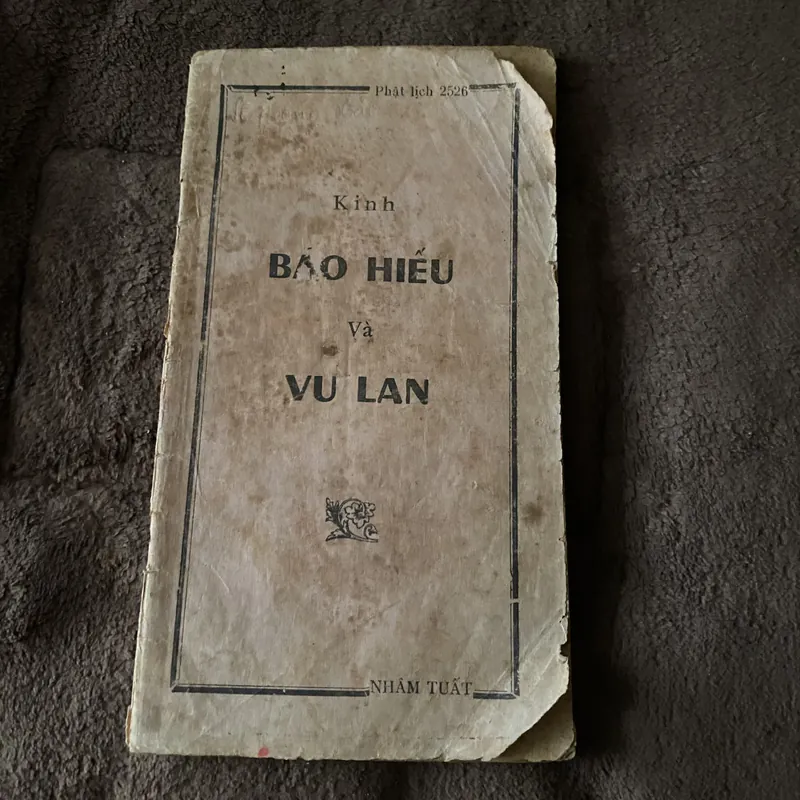 Phật lịch 2526
Kinh
BÁO HIẾU
Và
VU LAN
NHÂM TUẤT